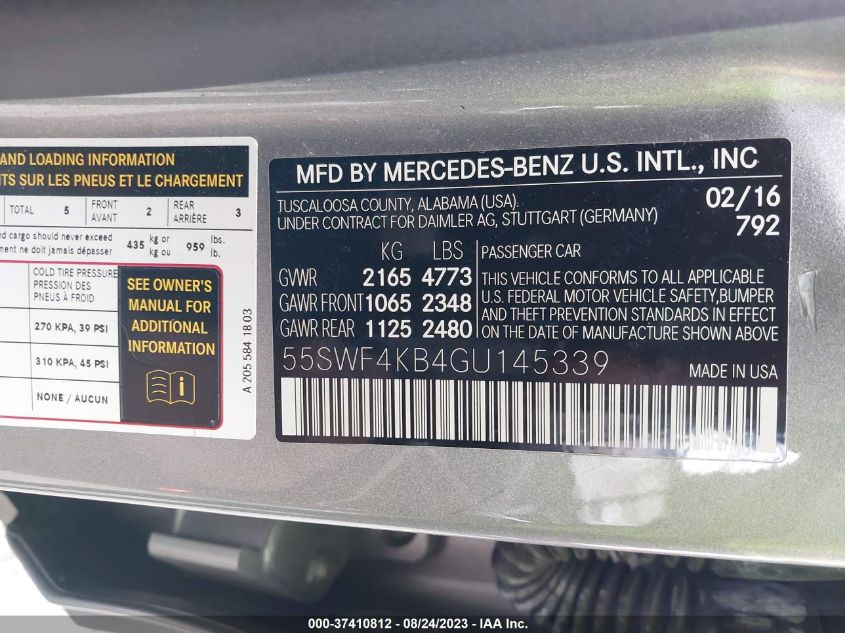 AND LOADING INFORMATION
NTS SUR LES PNEUS ET LE CHARGEMENT
TOTAL 5 FRONT AVANT 2 REAR ARRIÈRE 3
nd cargo should never exceed 435 kg or 959 lbs.
ment ne doit jamais dépasser kg ou lb.
COLD TIRE PRESSURE
PRESSION DES
PNEUS À FROID
270 KPA, 39 PSI
310 KPA, 45 PSI
NONE / AUCUN
SEE OWNER'S
MANUAL FOR
ADDITIONAL
INFORMATION
A 205 584 18 03
MFD BY MERCEDES-BENZ U.S. INTL., INC
TUSCALOOSA COUNTY, ALABAMA (USA). 02/16
UNDER CONTRACT FOR DAIMLER AG, STUTTGART (GERMANY) 792
KG LBS
GVWR 2165 4773
GAWR FRONT 1065 2348
GAWR REAR 1125 2480
PASSENGER CAR
THIS VEHICLE CONFORMS TO ALL APPLICABLE
U.S. FEDERAL MOTOR VEHICLE SAFETY,BUMPER
AND THEFT PREVENTION STANDARDS IN EFFECT
ON THE DATE OF MANUFACTURE SHOWN ABOVE
55SWF4KB4GU145339
MADE IN USA
000-37410812 - 08/24/2023 - IAA Inc.